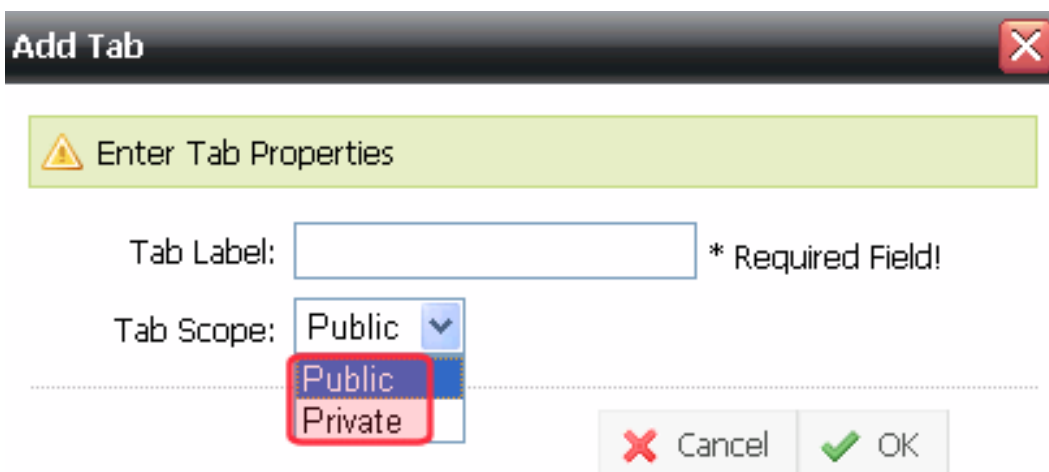 Add Tab
Enter Tab Properties
Tab Label: * Required Field!
Tab Scope: Public
Public
Private
Cancel OK